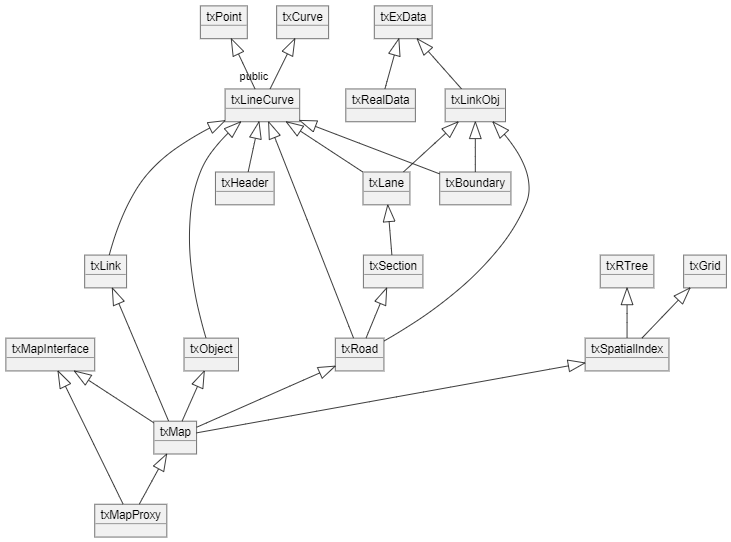 txPoint
txCurve
txExData
public
txLineCurve
txRealData
txLinkObj
txHeader
txLane
txBoundary
txLink
txSection
txRTree
txGrid
txMapInterface
txObject
txRoad
txSpatialIndex
txMap
txMapProxy